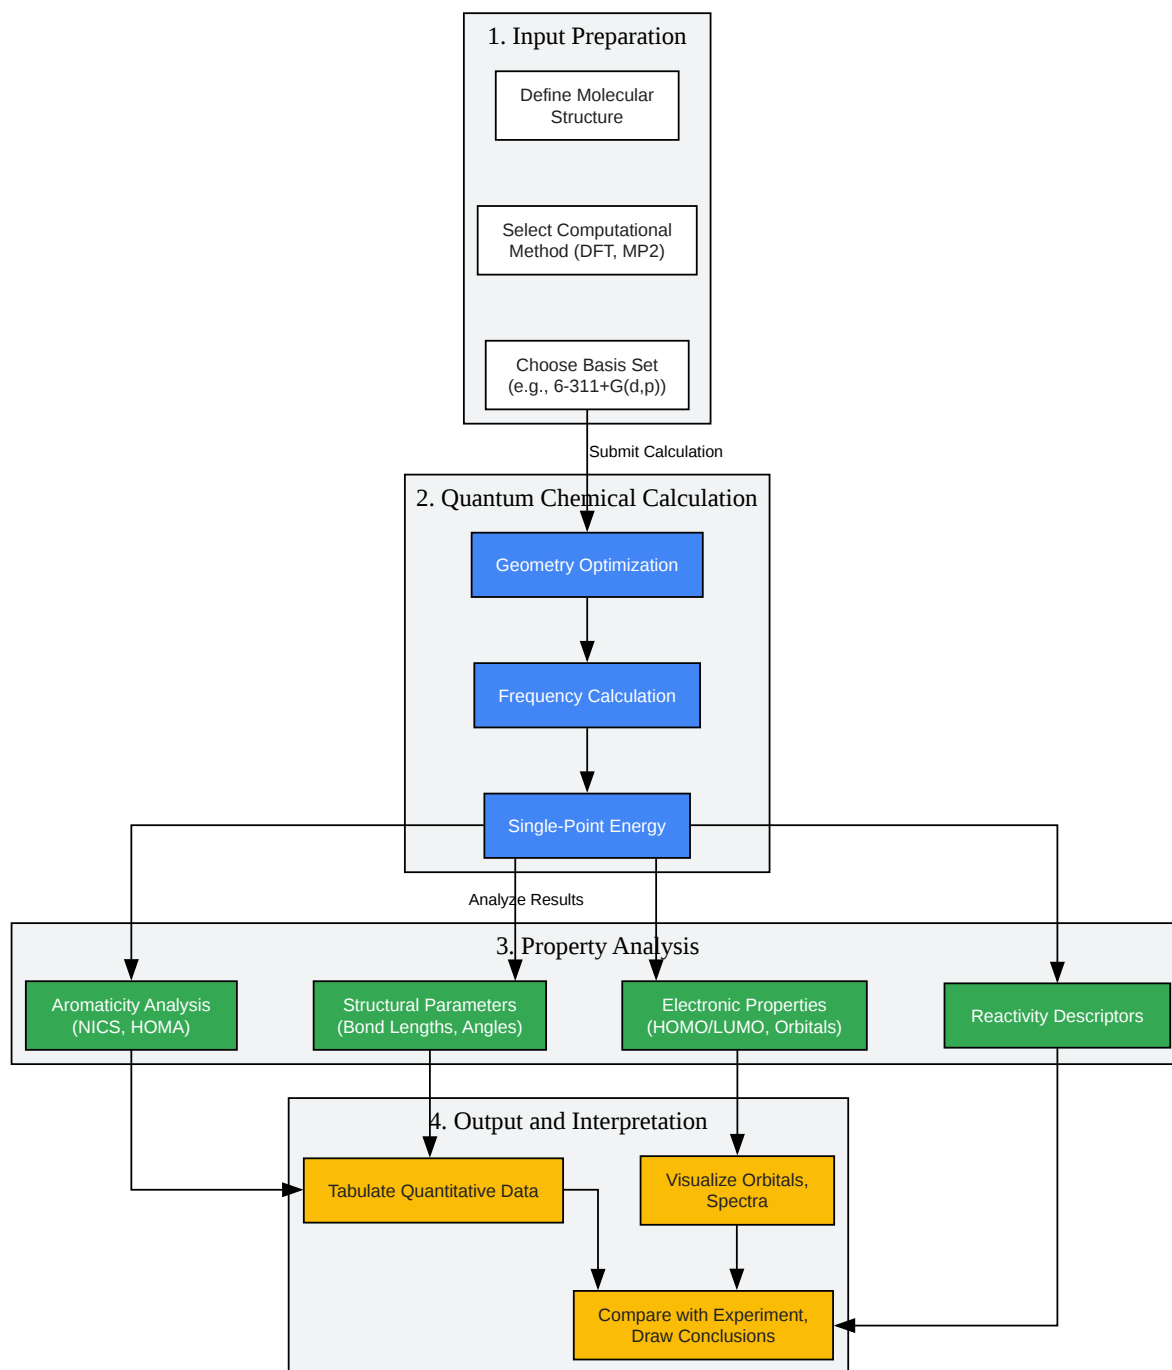 1. Input Preparation
Define Molecular
Structure
Select Computational
Method (DFT, MP2)
Choose Basis Set
(e.g., 6-311+G(d,p))
Submit Calculation
2. Quantum Chemical Calculation
Geometry Optimization
Frequency Calculation
Single-Point Energy
Analyze Results
3. Property Analysis
Aromaticity Analysis
(NICS, HOMA)
Structural Parameters
(Bond Lengths, Angles)
Electronic Properties
(HOMO/LUMO, Orbitals)
Reactivity Descriptors
4. Output and Interpretation
Tabulate Quantitative Data
Visualize Orbitals,
Spectra
Compare with Experiment,
Draw Conclusions